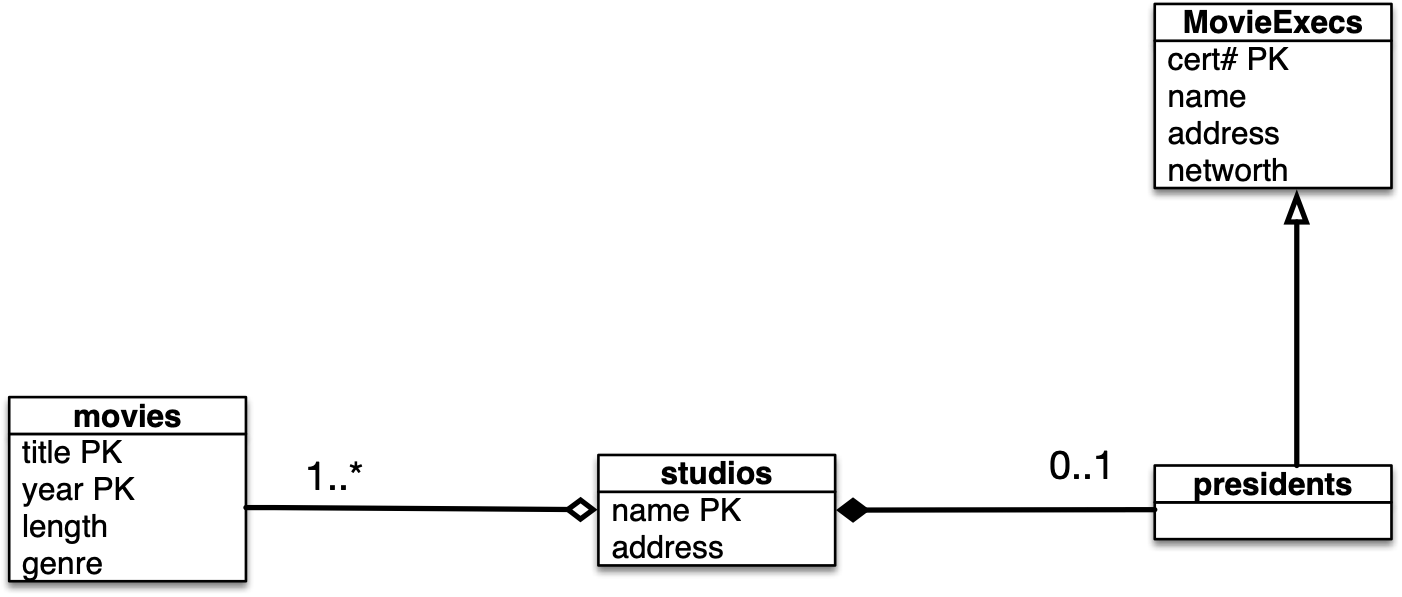 MovieExecs
cert# PK
name
address
networth
movies
title PK
year PK
length
genre
1..*
studios
name PK
address
0..1
presidents